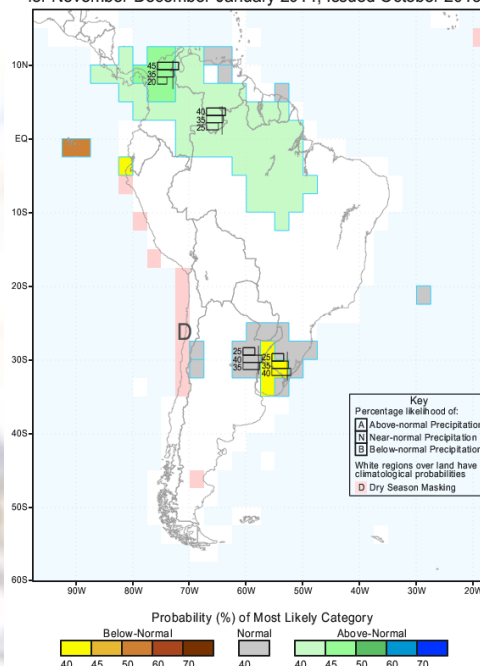 for November-December-January 2014, Issued October 2013
10N
EQ
10S
20S
30S
40S
50S
60S
45
35
20
40
35
25
D
25
40
35
25
35
40
Key
Percentage likelihood of:
A Above-normal Precipitation
N Near-normal Precipitation
B Below-normal Precipitation
White regions over land have
climatological probabilities
D Dry Season Masking
90W 80W 70W 60W 50W 40W 30W 20W
Probability (%) of Most Likely Category
Below-Normal Normal Above-Normal
40 45 50 60 70 40 40 45 50 60 70